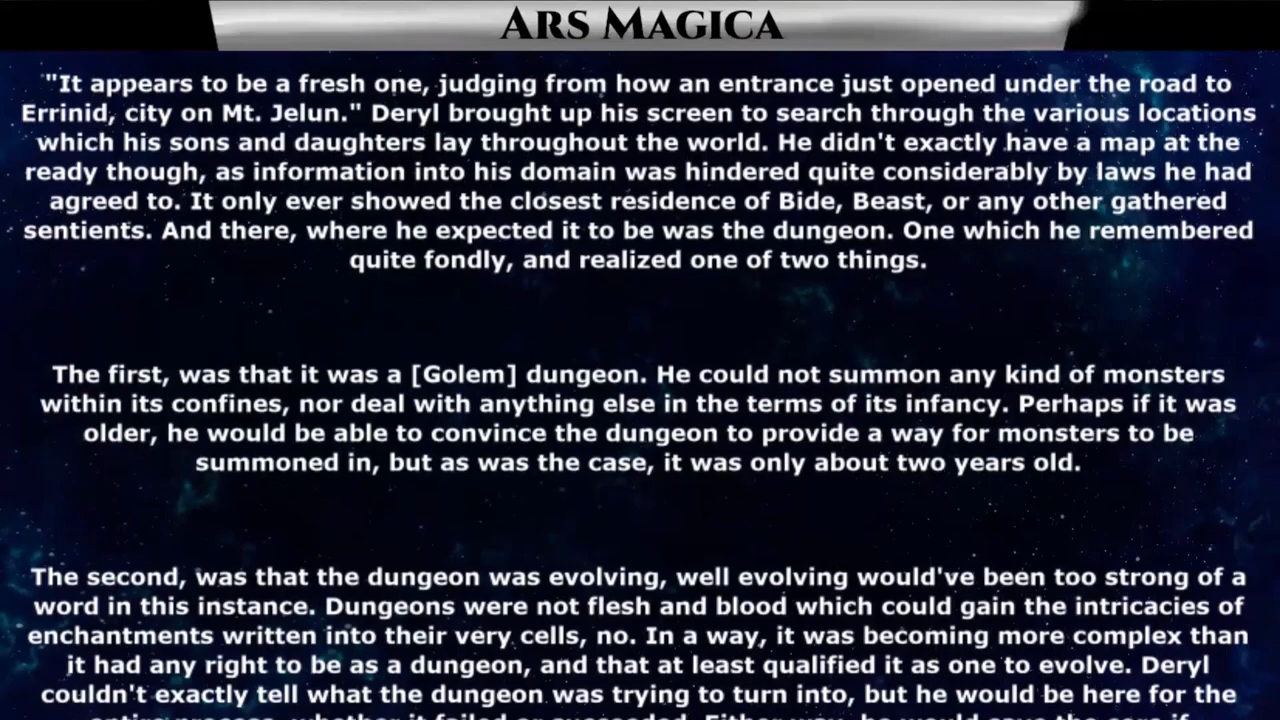 ARS MAGICA
"It appears to be a fresh one, judging from how an entrance just opened under the road to
Errinid, city on Mt. Jelun." Deryl brought up his screen to search through the various locations
which his sons and daughters lay throughout the world. He didn't exactly have a map at the
ready though, as information into his domain was hindered quite considerably by laws he had
agreed to. It only ever showed the closest residence of Bide, Beast, or any other gathered
sentients. And there, where he expected it to be was the dungeon. One which he remembered
quite fondly, and realized one of two things.
The first, was that it was a [Golem] dungeon. He could not summon any kind of monsters
within its confines, nor deal with anything else in the terms of its infancy. Perhaps if it was
older, he would be able to convince the dungeon to provide a way for monsters to be
summoned in, but as was the case, it was only about two years old.
The second, was that the dungeon was evolving, well evolving would've been too strong of a
word in this instance. Dungeons were not flesh and blood which could gain the intricacies of
enchantments written into their very cells, no. In a way, it was becoming more complex than
it had any right to be as a dungeon, and that at least qualified it as one to evolve. Deryl
couldn't exactly tell what the dungeon was trying to turn into, but he would be here for the